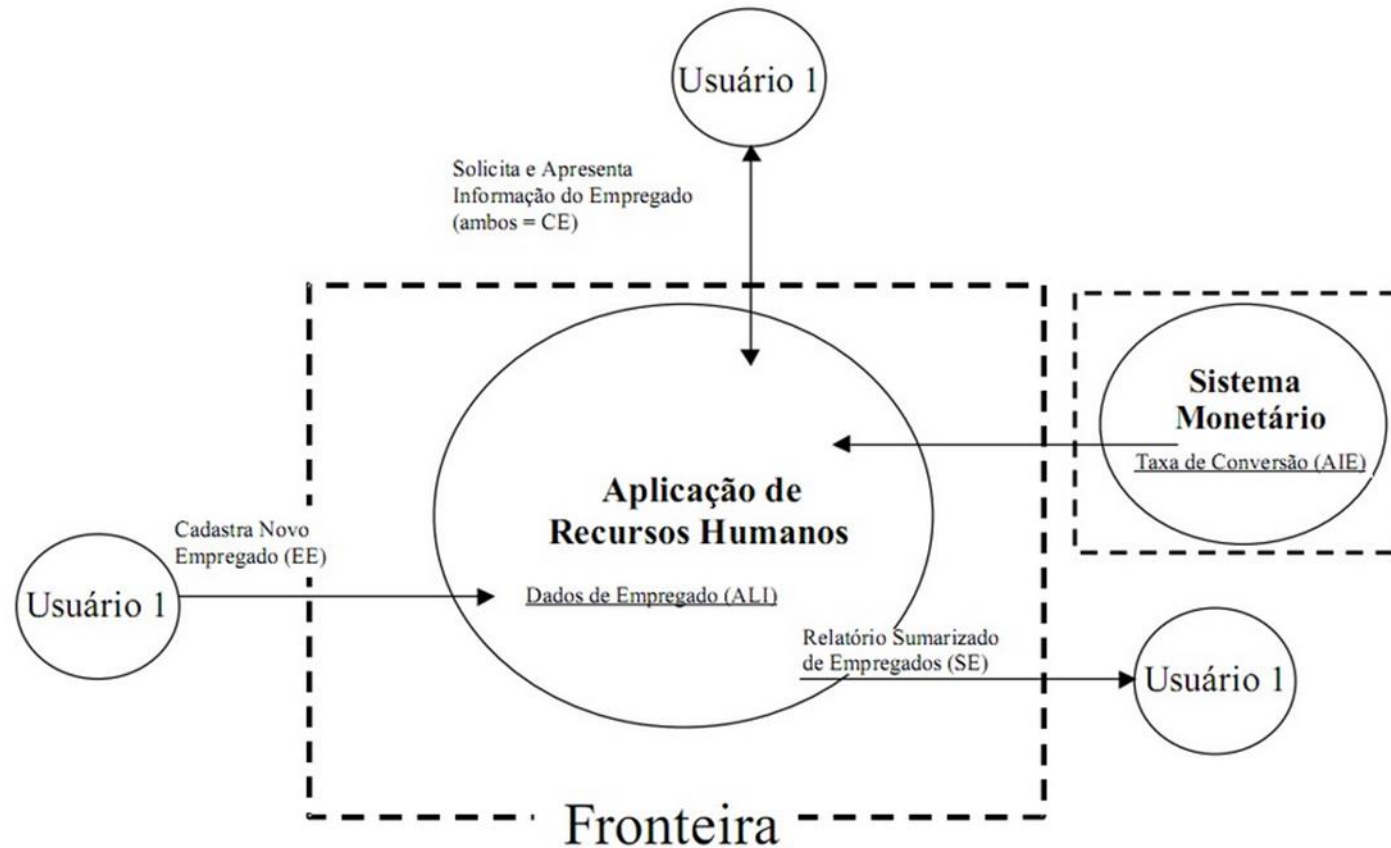 Usuário 1
Solicita e Apresenta
Informação do Empregado
(ambos = CE)
Sistema
Monetário
Taxa de Conversão (AIE)
Aplicação de
Recursos Humanos
Cadastra Novo
Empregado (EE)
Usuário 1
Dados de Empregado (ALI)
Relatório Sumarizado
de Empregados (SE)
Usuário 1
Fronteira